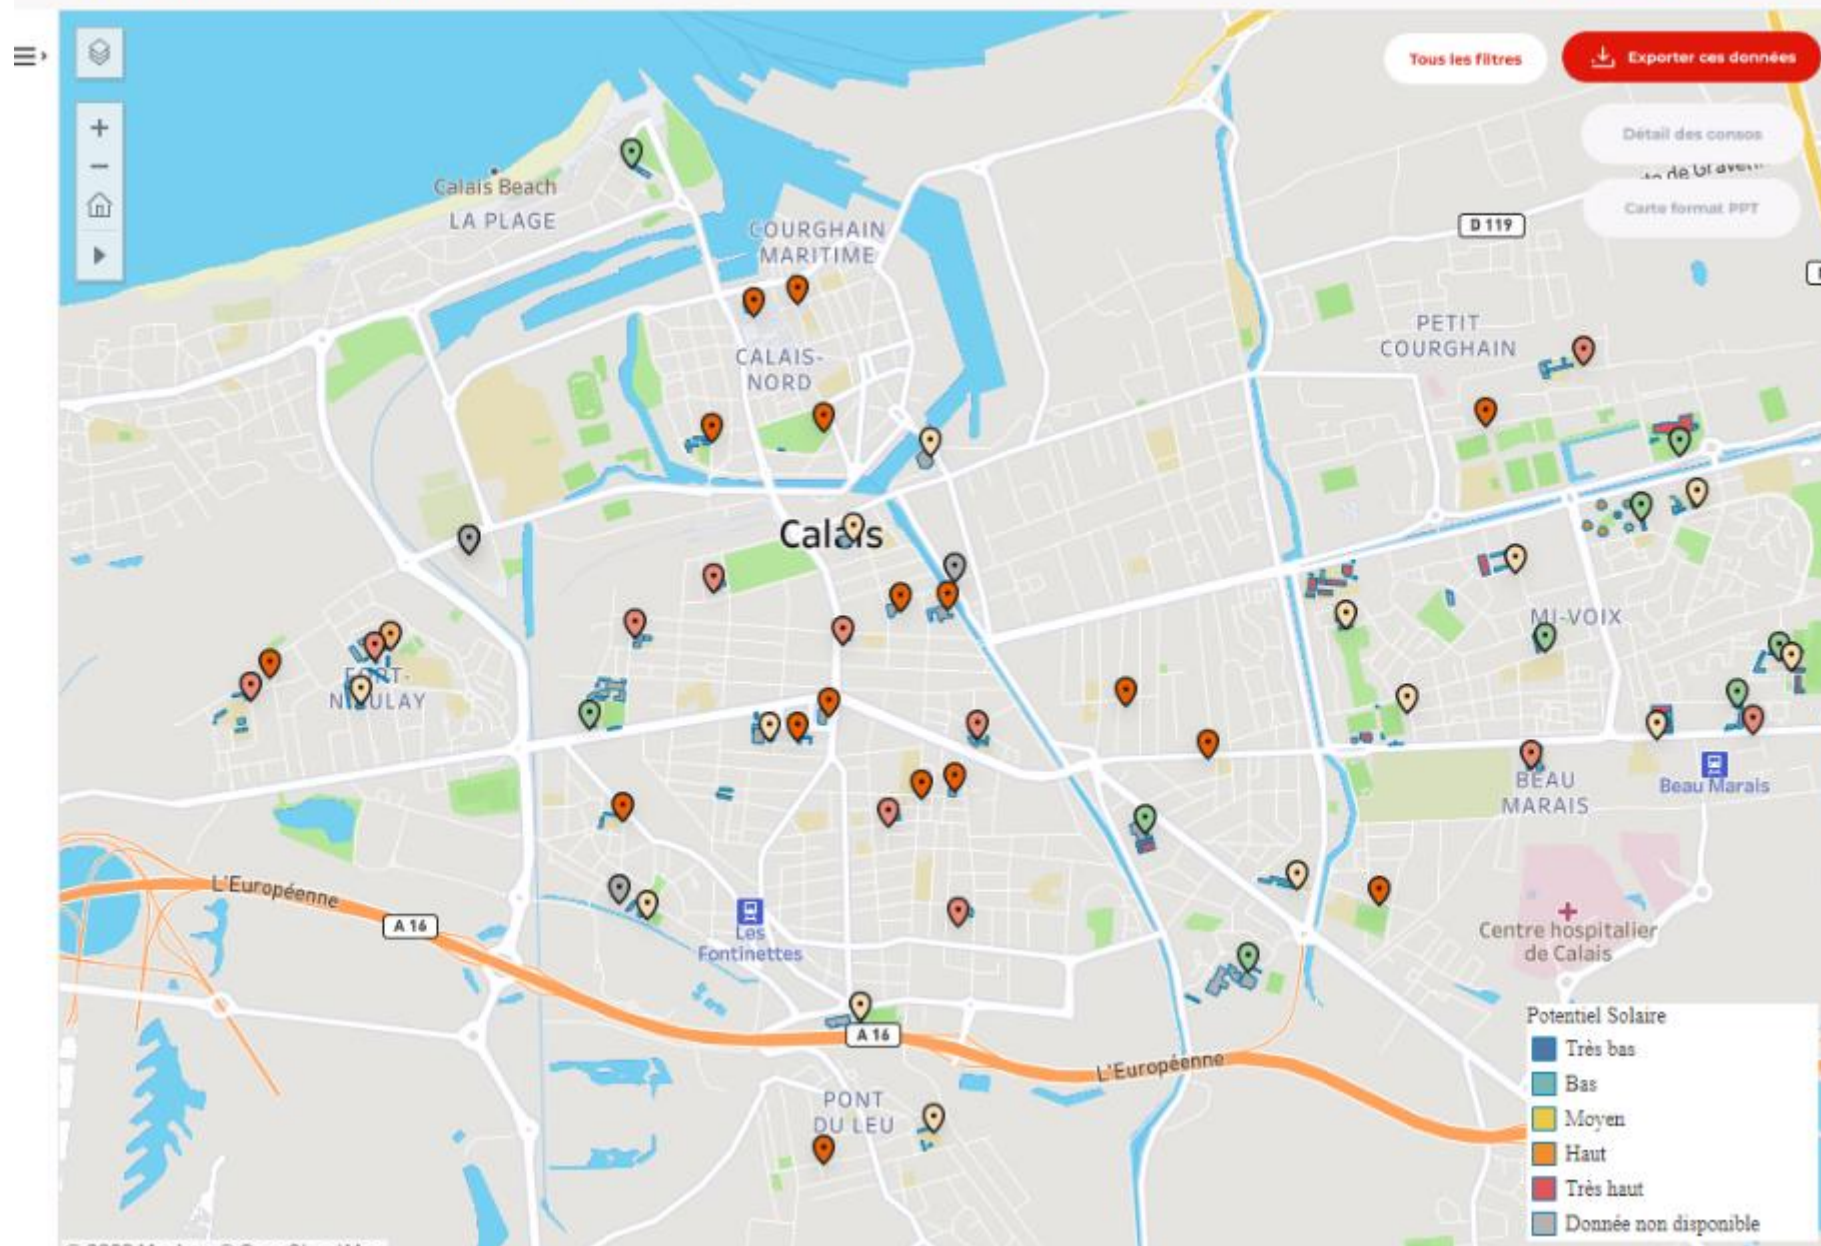 Tous les filtres
Exporter ces données
Détail des consos
Carte format PPT
D 119
Calais Beach
LA PLAGE
COURGHAIN
MARITIME
CALAIS-
NORD
PETIT
COURGHAIN
Calais
MI-VOIX
FORT-
NIEULAY
BEAU
MARAIS
Beau Marais
L'Européenne
A 16
Les
Fontinettes
Centre hospitalier
de Calais
A 16
L'Européenne
PONT
DU LEU
Potentiel Solaire
Très bas
Bas
Moyen
Haut
Très haut
Donnée non disponible